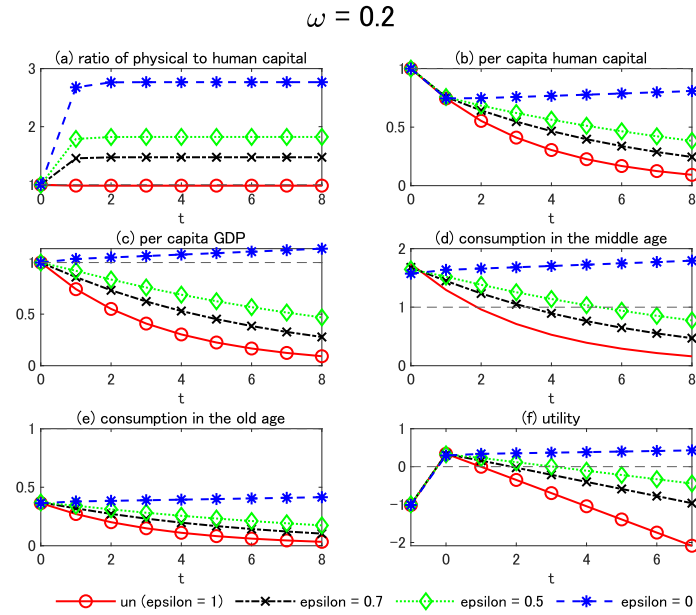 ω = 0.2
(a) ratio of physical to human capital
3
2
1
0 2 4 6 8
t
(b) per capita human capital
1
0.5
0
0 2 4 6 8
t
(c) per capita GDP
1
0.5
0
0 2 4 6 8
t
(d) consumption in the middle age
2
1
0
0 2 4 6 8
t
(e) consumption in the old age
1
0.5
0
0 2 4 6 8
t
(f) utility
1
0
−1
−2
0 2 4 6
t
un (epsilon = 1) epsilon = 0.7 epsilon = 0.5 epsilon = 0